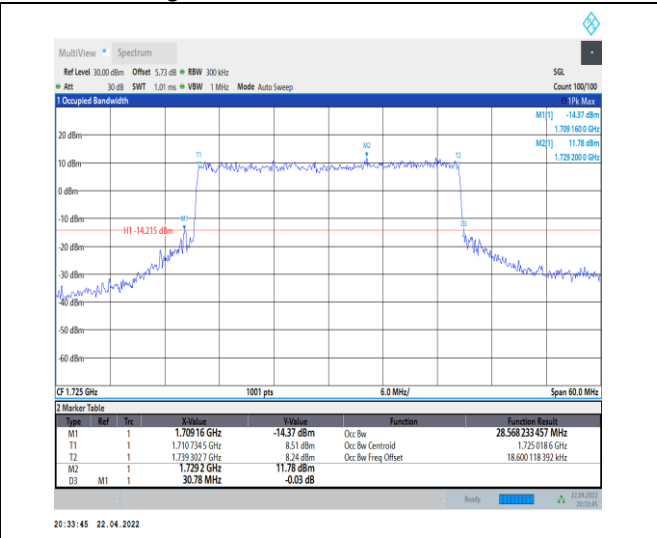 MultiView Spectrum
Ref Level 30.00 dBm Offset 5.73 dB RBW 300 kHz SGL
Att 30 dB SWT 1.01 ms VBW 1 MHz Mode Auto Sweep Count 100/100
1 Occupied Bandwidth 1Pk Max
M1[1] -14.37 dBm
1.709 160 0 GHz
M2[1] 11.78 dBm
1.729 200 0 GHz
20 dBm
M2
T1 T2
10 dBm
0 dBm
-10 dBm
M1 D3
H1 -14.215 dBm
-20 dBm
-30 dBm
-40 dBm
-50 dBm
-60 dBm
CF 1.725 GHz 1001 pts 6.0 MHz/ Span 60.0 MHz
2 Marker Table
Type Ref Trc X-Value Y-Value Function Function Result
M1 1 1.709 16 GHz -14.37 dBm Occ Bw 28.568 233 457 MHz
T1 1 1.710 734 5 GHz 8.51 dBm Occ Bw Centroid 1.725 018 6 GHz
T2 1 1.739 302 7 GHz 8.24 dBm Occ Bw Freq Offset 18.600 118 392 kHz
M2 1 1.729 2 GHz 11.78 dBm
D3 M1 1 30.78 MHz -0.03 dB
Ready 22.04.2022
20:33:45
20:33:45 22.04.2022